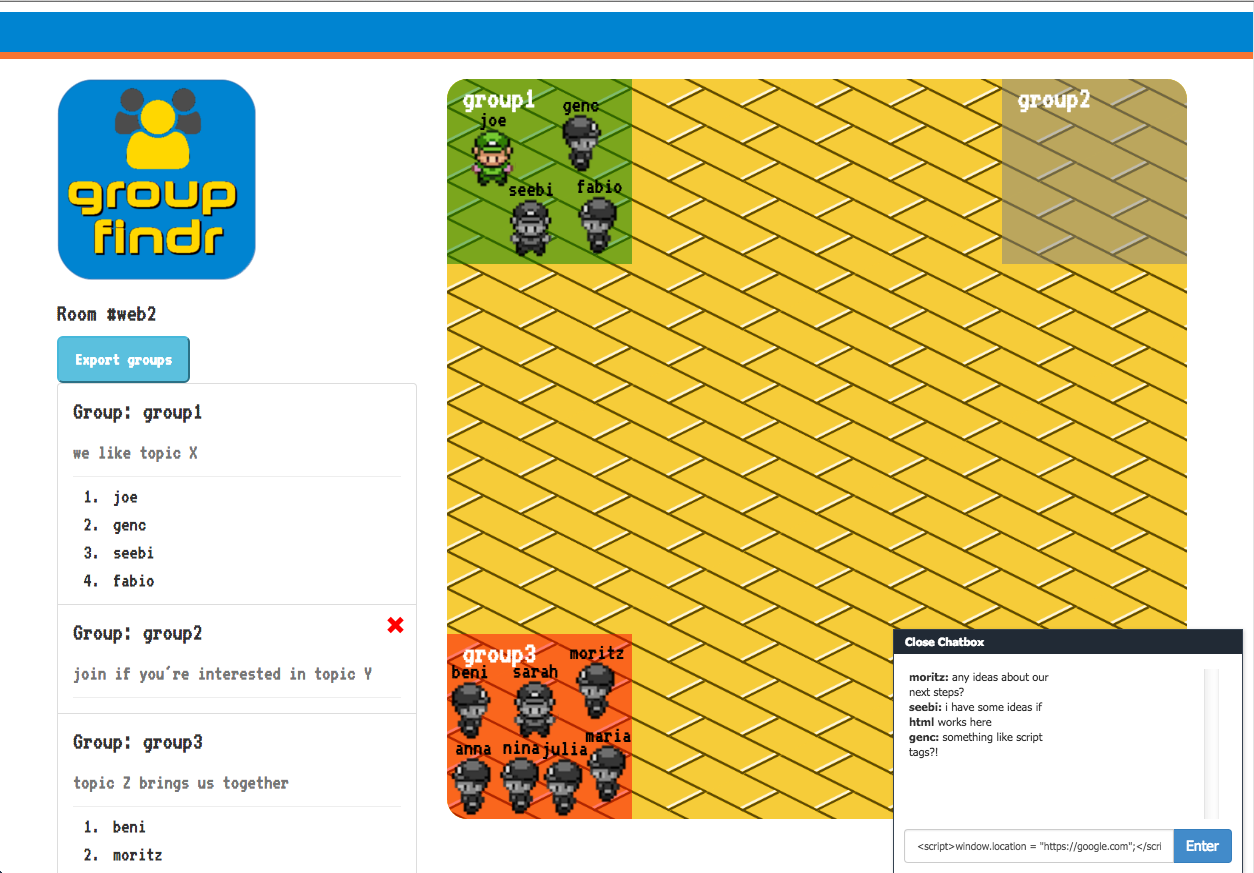 group
findr
Room #web2
Export groups
Group: group1
we like topic X
1. joe
2. genc
3. seebi
4. fabio
Group: group2
join if you're interested in topic Y
Group: group3
topic Z brings us together
1. beni
2. moritz
group1
genc
joe
seebi
fabio
group2
group3
moritz
beni
sarah
maria
anna
nina
julia
Close Chatbox
moritz: any ideas about our
next steps?
seebi: i have some ideas if
html works here
genc: something like script
tags?!
<script>window.location = "https://google.com";</scri
Enter